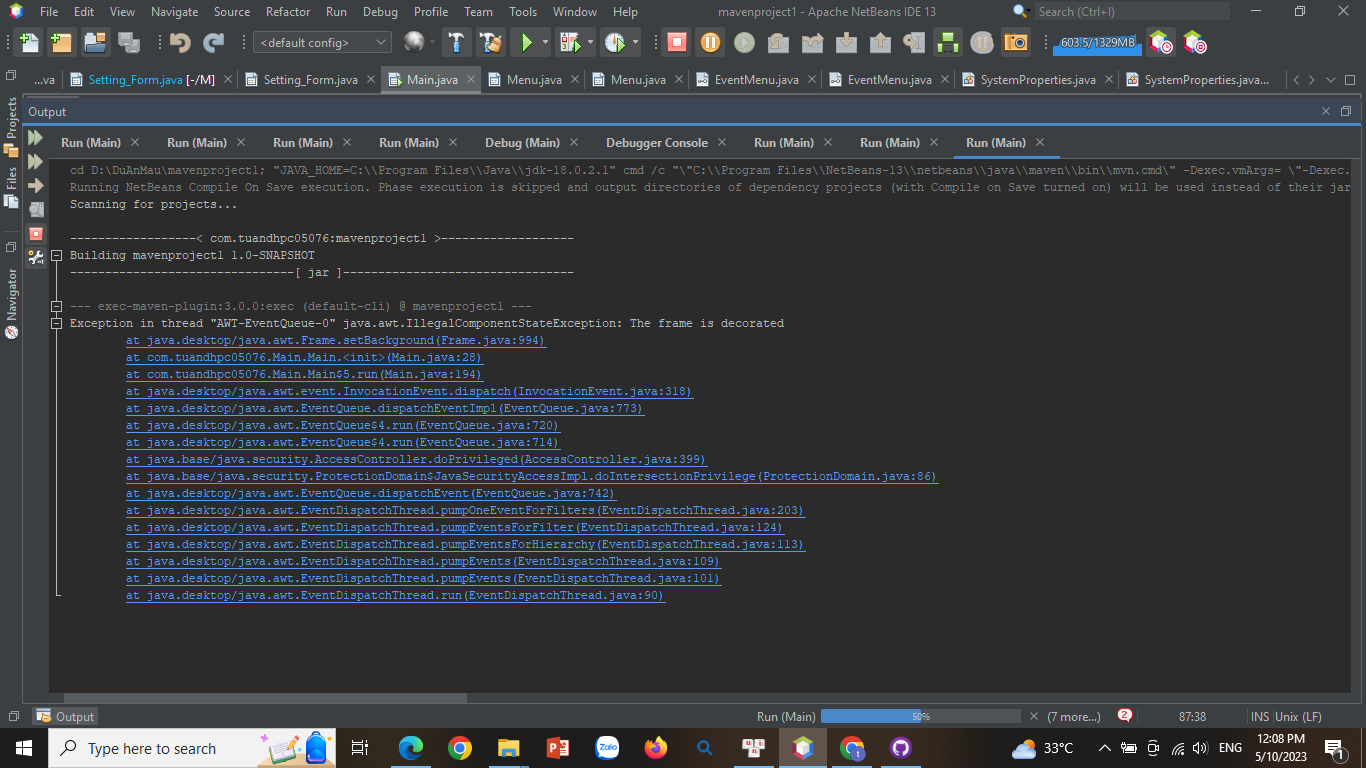 File Edit View Navigate Source Refactor Run Debug Profile Team Tools Window Help mavenproject1 - Apache NetBeans IDE 13 Search (Ctrl+I)
<default config> 603.5/1329MB
...va Setting_Form.java [-/M] Setting_Form.java Main.java Menu.java Menu.java EventMenu.java EventMenu.java SystemProperties.java SystemProperties.java...
Projects
Files
Navigator
Output
Run (Main) Run (Main) Run (Main) Run (Main) Debug (Main) Debugger Console Run (Main) Run (Main) Run (Main)
cd D:\DuAnMau\mavenproject1; "JAVA_HOME=C:\\Program Files\\Java\\jdk-18.0.2.1" cmd /c "\"C:\\Program Files\\NetBeans-13\\netbeans\\java\\maven\\bin\\mvn.cmd\" -Dexec.vmArgs= \"-Dexec.
Running NetBeans Compile On Save execution. Phase execution is skipped and output directories of dependency projects (with Compile on Save turned on) will be used instead of their jar
Scanning for projects...
------------------< com.tuandhpc05076:mavenproject1 >-------------------
Building mavenproject1 1.0-SNAPSHOT
--------------------------------[ jar ]---------------------------------
--- exec-maven-plugin:3.0.0:exec (default-cli) @ mavenproject1 ---
Exception in thread "AWT-EventQueue-0" java.awt.IllegalComponentStateException: The frame is decorated
at java.desktop/java.awt.Frame.setBackground(Frame.java:994)
at com.tuandhpc05076.Main.Main.<init>(Main.java:28)
at com.tuandhpc05076.Main.Main$5.run(Main.java:194)
at java.desktop/java.awt.event.InvocationEvent.dispatch(InvocationEvent.java:318)
at java.desktop/java.awt.EventQueue.dispatchEventImpl(EventQueue.java:773)
at java.desktop/java.awt.EventQueue$4.run(EventQueue.java:720)
at java.desktop/java.awt.EventQueue$4.run(EventQueue.java:714)
at java.base/java.security.AccessController.doPrivileged(AccessController.java:399)
at java.base/java.security.ProtectionDomain$JavaSecurityAccessImpl.doIntersectionPrivilege(ProtectionDomain.java:86)
at java.desktop/java.awt.EventQueue.dispatchEvent(EventQueue.java:742)
at java.desktop/java.awt.EventDispatchThread.pumpOneEventForFilters(EventDispatchThread.java:203)
at java.desktop/java.awt.EventDispatchThread.pumpEventsForFilter(EventDispatchThread.java:124)
at java.desktop/java.awt.EventDispatchThread.pumpEventsForHierarchy(EventDispatchThread.java:113)
at java.desktop/java.awt.EventDispatchThread.pumpEvents(EventDispatchThread.java:109)
at java.desktop/java.awt.EventDispatchThread.pumpEvents(EventDispatchThread.java:101)
at java.desktop/java.awt.EventDispatchThread.run(EventDispatchThread.java:90)
Output Run (Main) 50% (7 more...) 2 87:38 INS Unix (LF)
Type here to search Zalo 33°C ENG 12:08 PM
5/10/2023 1